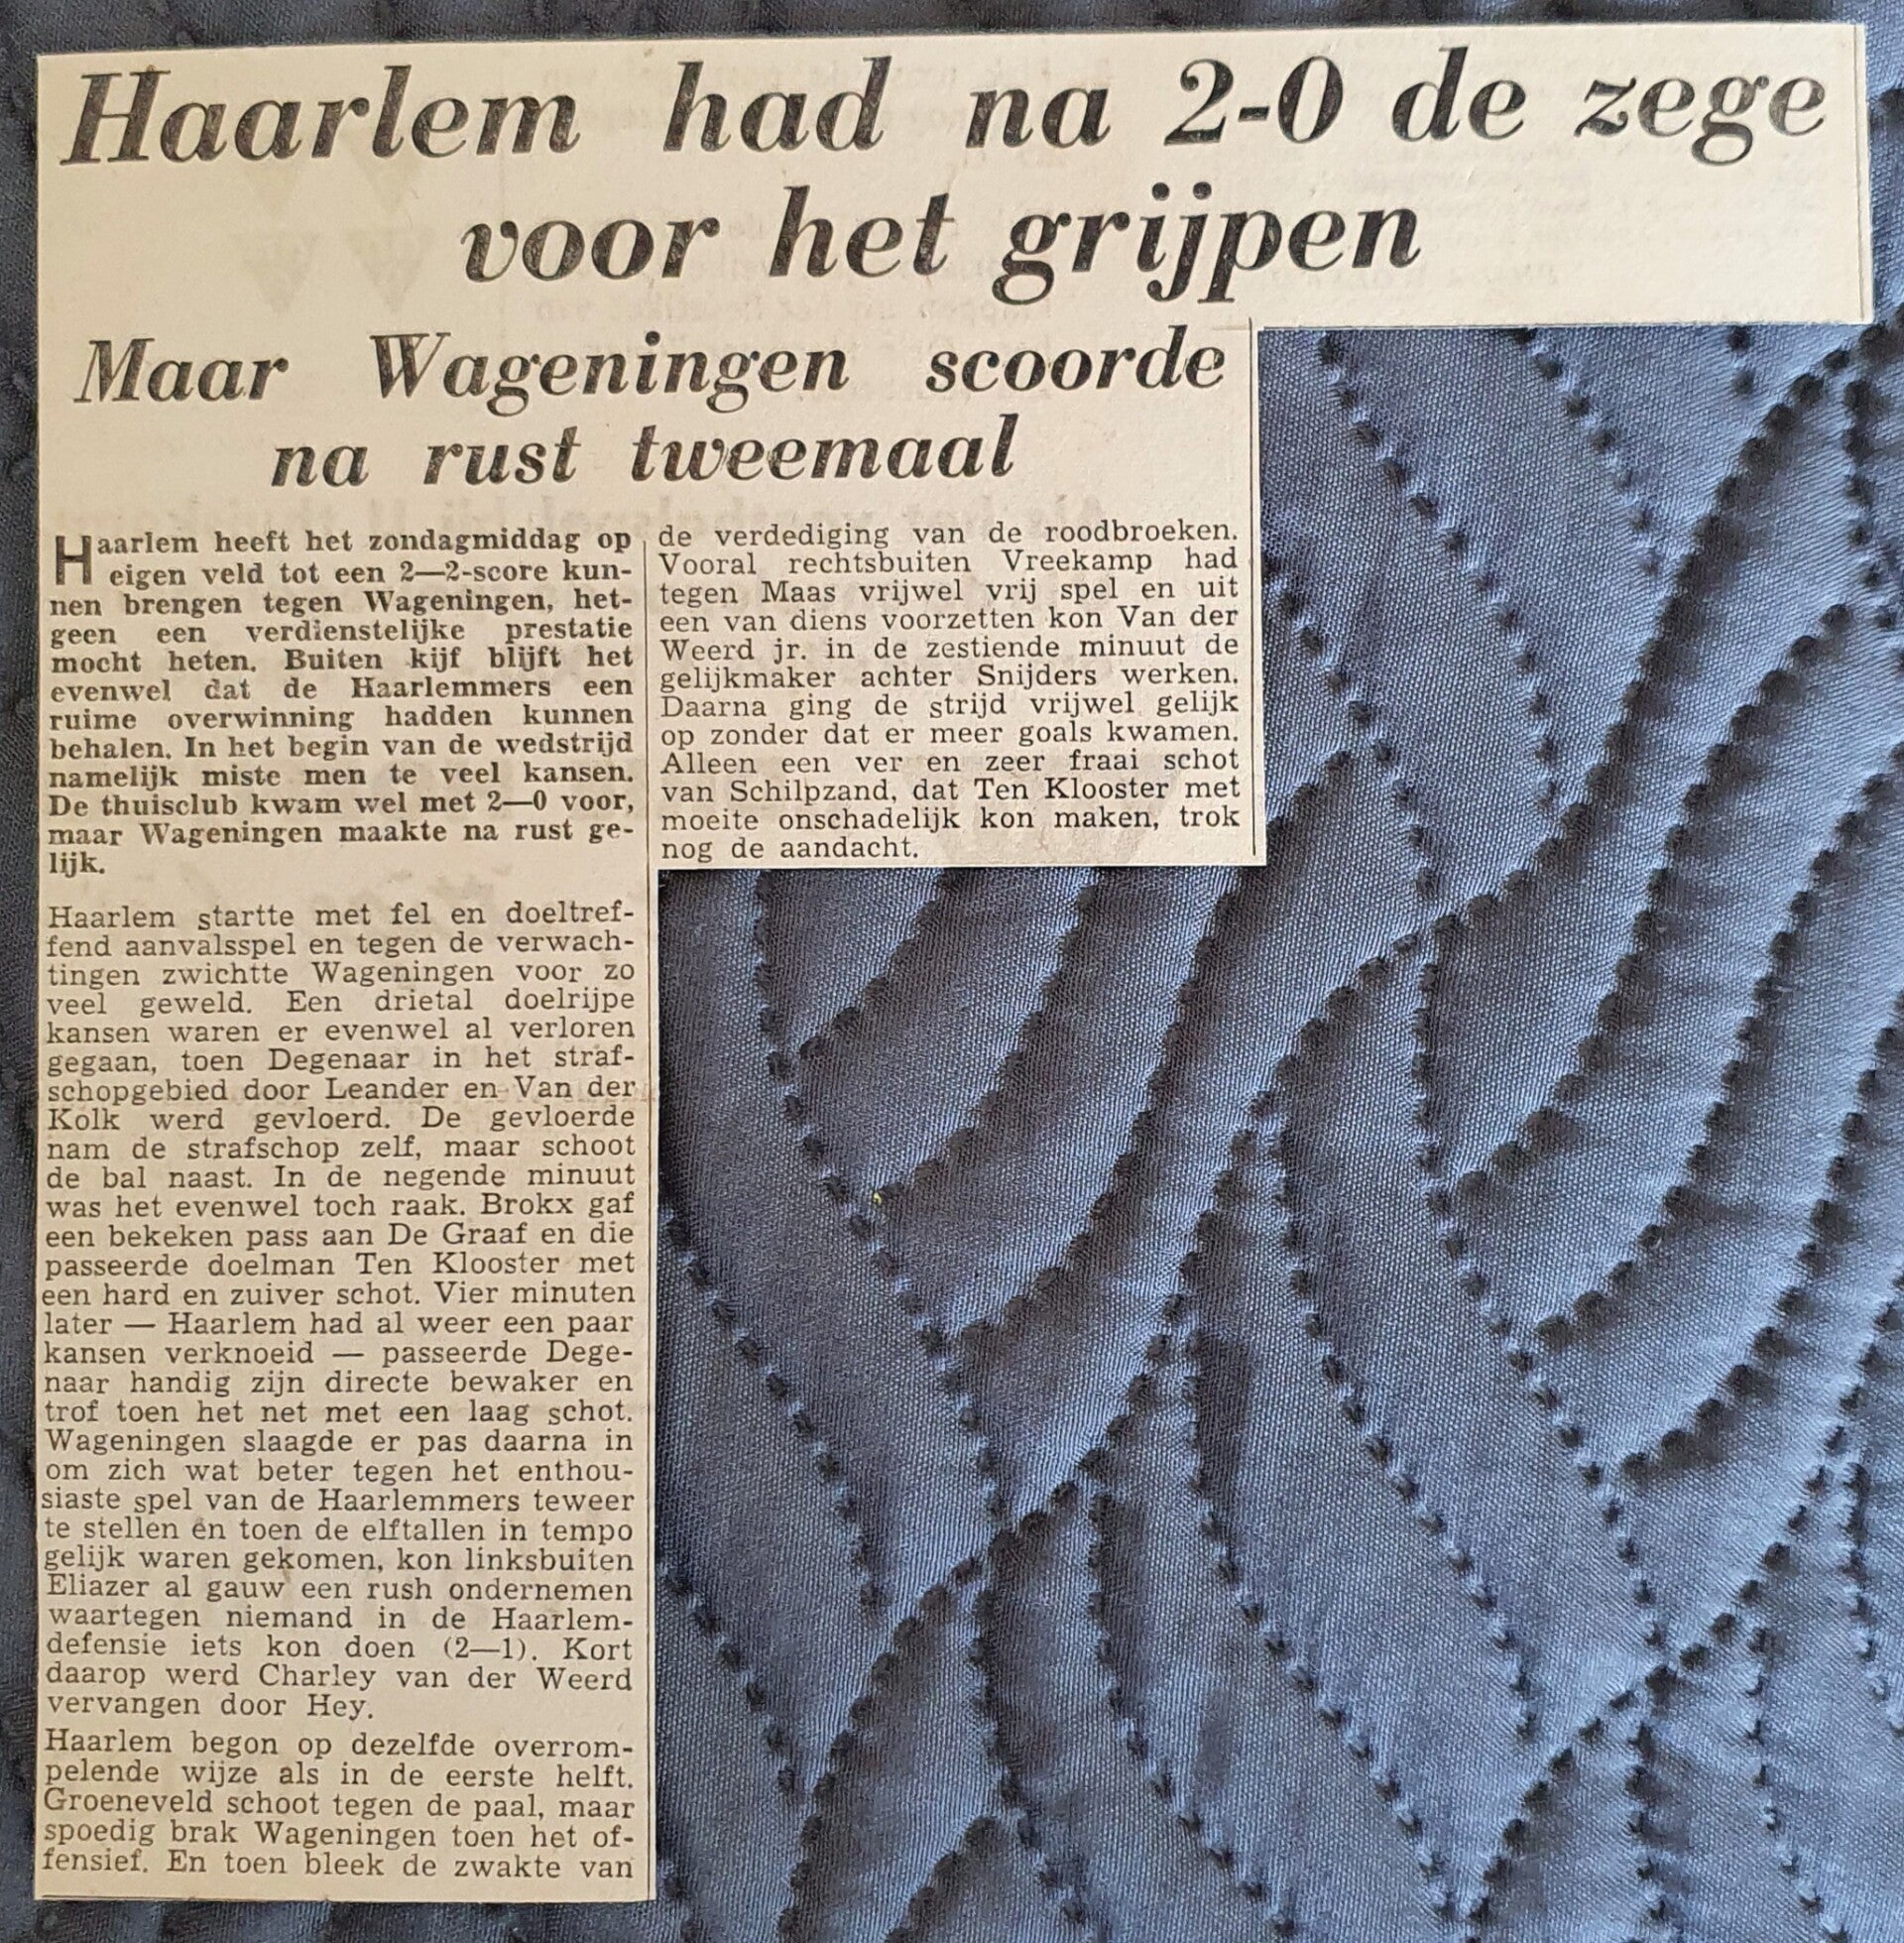 Haarlem had na 2-0 de zege
voor het grijpen
Maar Wageningen scoorde
na rust tweemaal
Haarlem heeft het zondagmiddag op
eigen veld tot een 2—2-score kun-
nen brengen tegen Wageningen, het-
geen een verdienstelijke prestatie
mocht heten. Buiten kijf blijft het
evenwel dat de Haarlemmers een
ruime overwinning hadden kunnen
behalen. In het begin van de wedstrijd
namelijk miste men te veel kansen.
De thuisclub kwam wel met 2—0 voor,
maar Wageningen maakte na rust ge-
lijk.
Haarlem startte met fel en doeltref-
fend aanvalsspel en tegen de verwach-
tingen zwichtte Wageningen voor zo
veel geweld. Een drietal doelrijpe
kansen waren er evenwel al verloren
gegaan, toen Degenaar in het straf-
schopgebied door Leander en Van der
Kolk werd gevloerd. De gevloerde
nam de strafschop zelf, maar schoot
de bal naast. In de negende minuut
was het evenwel toch raak. Brokx gaf
een bekeken pass aan De Graaf en die
passeerde doelman Ten Klooster met
een hard en zuiver schot. Vier minuten
later — Haarlem had al weer een paar
kansen verknoeid — passeerde Dege-
naar handig zijn directe bewaker en
trof toen het net met een laag schot.
Wageningen slaagde er pas daarna in
om zich wat beter tegen het enthou-
siaste spel van de Haarlemmers teweer
te stellen én toen de elftallen in tempo
gelijk waren gekomen, kon linksbuiten
Eliazer al gauw een rush ondernemen
waartegen niemand in de Haarlem-
defensie iets kon doen (2—1). Kort
daarop werd Charley van der Weerd
vervangen door Hey.
Haarlem begon op dezelfde overrom-
pelende wijze als in de eerste helft.
Groeneveld schoot tegen de paal, maar
spoedig brak Wageningen toen het of-
fensief. En toen bleek de zwakte van
de verdediging van de roodbroeken.
Vooral rechtsbuiten Vreekamp had
tegen Maas vrijwel vrij spel en uit
een van diens voorzetten kon Van der
Weerd jr. in de zestiende minuut de
gelijkmaker achter Snijders werken.
Daarna ging de strijd vrijwel gelijk
op zonder dat er meer goals kwamen.
Alleen een ver en zeer fraai schot
van Schilpzand, dat Ten Klooster met
moeite onschadelijk kon maken, trok
nog de aandacht.